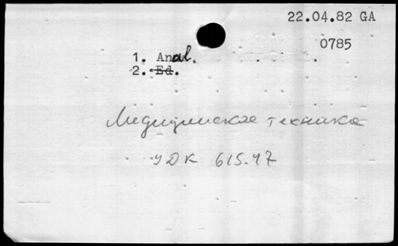 22.04.82 GA
0785
1. Anal.
2. Ed.
Медицинская техника
УДК 615.47